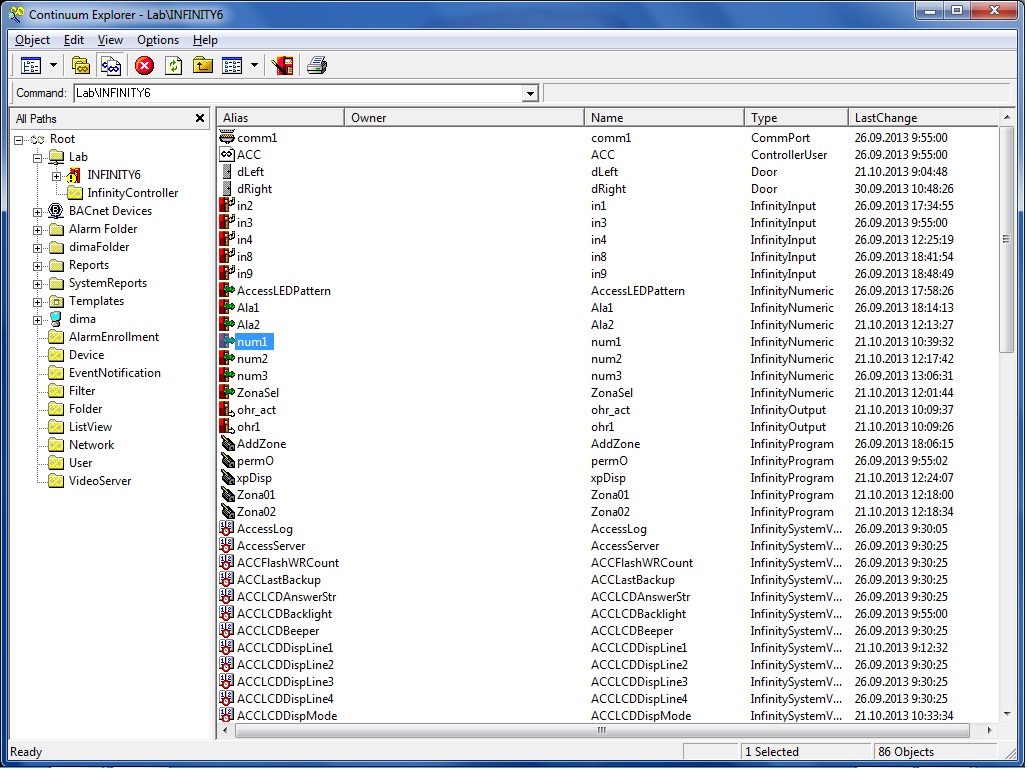 Continuum Explorer - Lab\INFINITY6
Object Edit View Options Help
Command: Lab\INFINITY6
All Paths
Root
Lab
INFINITY6
InfinityController
BACnet Devices
Alarm Folder
dimaFolder
Reports
SystemReports
Templates
dima
AlarmEnrollment
Device
EventNotification
Filter
Folder
ListView
Network
User
VideoServer
Alias Owner Name Type LastChange
comm1 comm1 CommPort 26.09.2013 9:55:00
ACC ACC ControllerUser 26.09.2013 9:55:00
dLeft dLeft Door 21.10.2013 9:04:48
dRight dRight Door 30.09.2013 10:48:26
in2 in1 InfinityInput 26.09.2013 17:34:55
in3 in3 InfinityInput 26.09.2013 9:55:00
in4 in4 InfinityInput 26.09.2013 12:25:19
in8 in8 InfinityInput 26.09.2013 18:41:54
in9 in9 InfinityInput 26.09.2013 18:48:49
AccessLEDPattern AccessLEDPattern InfinityNumeric 26.09.2013 17:58:26
Ala1 Ala1 InfinityNumeric 26.09.2013 18:14:13
Ala2 Ala2 InfinityNumeric 21.10.2013 12:13:27
num1 num1 InfinityNumeric 21.10.2013 10:39:32
num2 num2 InfinityNumeric 21.10.2013 12:17:42
num3 num3 InfinityNumeric 26.09.2013 13:06:31
ZonaSel ZonaSel InfinityNumeric 21.10.2013 12:01:44
ohr_act ohr_act InfinityOutput 21.10.2013 10:09:37
ohr1 ohr1 InfinityOutput 21.10.2013 10:09:26
AddZone AddZone InfinityProgram 26.09.2013 18:06:15
permO permO InfinityProgram 26.09.2013 9:55:02
xpDisp xpDisp InfinityProgram 21.10.2013 12:24:07
Zona01 Zona01 InfinityProgram 21.10.2013 12:18:00
Zona02 Zona02 InfinityProgram 21.10.2013 12:18:34
AccessLog AccessLog InfinitySystemV... 26.09.2013 9:30:05
AccessServer AccessServer InfinitySystemV... 26.09.2013 9:30:25
ACCFlashWRCount ACCFlashWRCount InfinitySystemV... 26.09.2013 9:30:25
ACCLastBackup ACCLastBackup InfinitySystemV... 26.09.2013 9:30:25
ACCLCDAnswerStr ACCLCDAnswerStr InfinitySystemV... 26.09.2013 9:30:25
ACCLCDBacklight ACCLCDBacklight InfinitySystemV... 26.09.2013 9:55:00
ACCLCDBeeper ACCLCDBeeper InfinitySystemV... 26.09.2013 9:30:25
ACCLCDDispLine1 ACCLCDDispLine1 InfinitySystemV... 21.10.2013 9:12:32
ACCLCDDispLine2 ACCLCDDispLine2 InfinitySystemV... 26.09.2013 9:30:25
ACCLCDDispLine3 ACCLCDDispLine3 InfinitySystemV... 26.09.2013 9:30:25
ACCLCDDispLine4 ACCLCDDispLine4 InfinitySystemV... 26.09.2013 9:30:25
ACCLCDDispMode ACCLCDDispMode InfinitySystemV... 21.10.2013 10:33:34
Ready 1 Selected 86 Objects